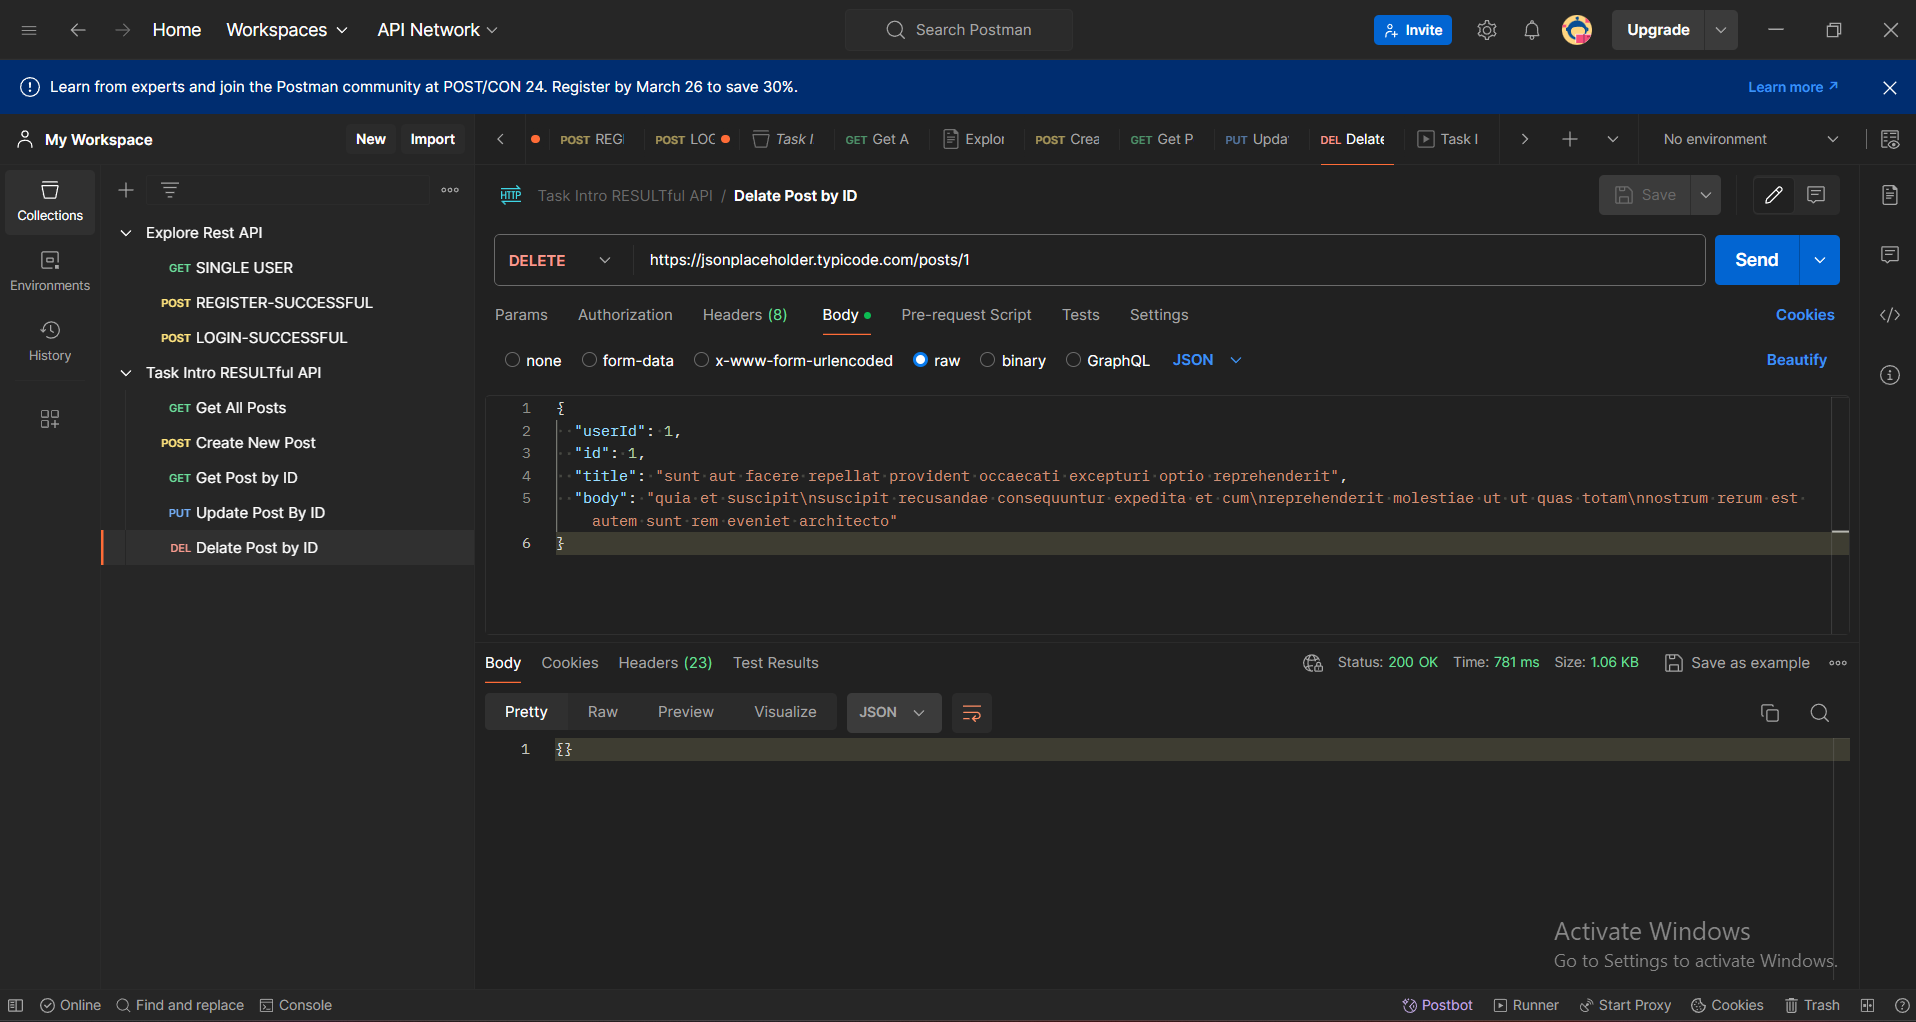 Home Workspaces API Network Search Postman Invite Upgrade
Learn from experts and join the Postman community at POST/CON 24. Register by March 26 to save 30%. Learn more
My Workspace New Import
POST REGI POST LOC Task I GET Get A Explor POST Crea GET Get P PUT Upda DEL Delate Task I No environment
Collections
Environments
History
Explore Rest API
GET SINGLE USER
POST REGISTER-SUCCESSFUL
POST LOGIN-SUCCESSFUL
Task Intro RESULTful API
GET Get All Posts
POST Create New Post
GET Get Post by ID
PUT Update Post By ID
DEL Delate Post by ID
HTTP Task Intro RESULTful API / Delate Post by ID Save
DELETE https://jsonplaceholder.typicode.com/posts/1 Send
Params Authorization Headers (8) Body Pre-request Script Tests Settings Cookies
none form-data x-www-form-urlencoded raw binary GraphQL JSON Beautify
1 {
2 "userId": 1,
3 "id": 1,
4 "title": "sunt aut facere repellat provident occaecati excepturi optio reprehenderit",
5 "body": "quia et suscipit\nsuscipit recusandae consequuntur expedita et cum\nreprehenderit molestiae ut ut quas totam\nnostrum rerum est
autem sunt rem eveniet architecto"
6 }
Body Cookies Headers (23) Test Results Status: 200 OK Time: 781 ms Size: 1.06 KB Save as example
Pretty Raw Preview Visualize JSON
1 {}
Activate Windows
Go to Settings to activate Windows.
Online Find and replace Console Postbot Runner Start Proxy Cookies Trash